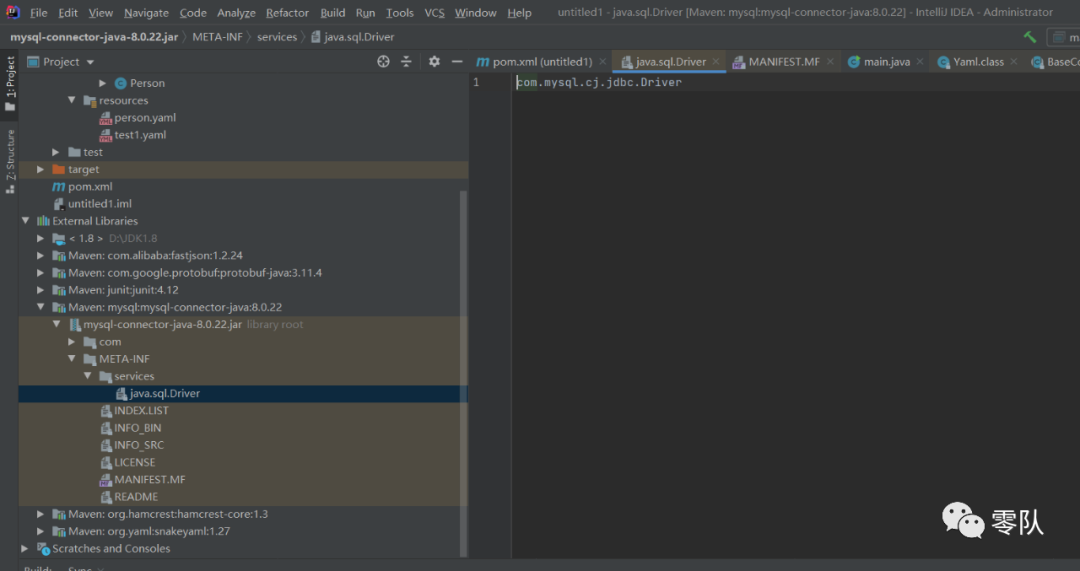 File Edit View Navigate Code Analyze Refactor Build Run Tools VCS Window Help untitled1 - java.sql.Driver [Maven: mysql:mysql-connector-java:8.0.22] - IntelliJ IDEA - Administrator
mysql-connector-java-8.0.22.jar META-INF services java.sql.Driver
1: Project
Z: Structure
Project
pom.xml (untitled1) java.sql.Driver MANIFEST.MF main.java Yaml.class BaseCo
1 com.mysql.cj.jdbc.Driver
Person
resources
person.yaml
test1.yaml
test
target
pom.xml
untitled1.iml
External Libraries
< 1.8 > D:\JDK1.8
Maven: com.alibaba:fastjson:1.2.24
Maven: com.google.protobuf:protobuf-java:3.11.4
Maven: junit:junit:4.12
Maven: mysql:mysql-connector-java:8.0.22
mysql-connector-java-8.0.22.jar library root
com
META-INF
services
java.sql.Driver
INDEX.LIST
INFO_BIN
INFO_SRC
LICENSE
MANIFEST.MF
README
Maven: org.hamcrest:hamcrest-core:1.3
Maven: org.yaml:snakeyaml:1.27
Scratches and Consoles
零队
Build: Sync